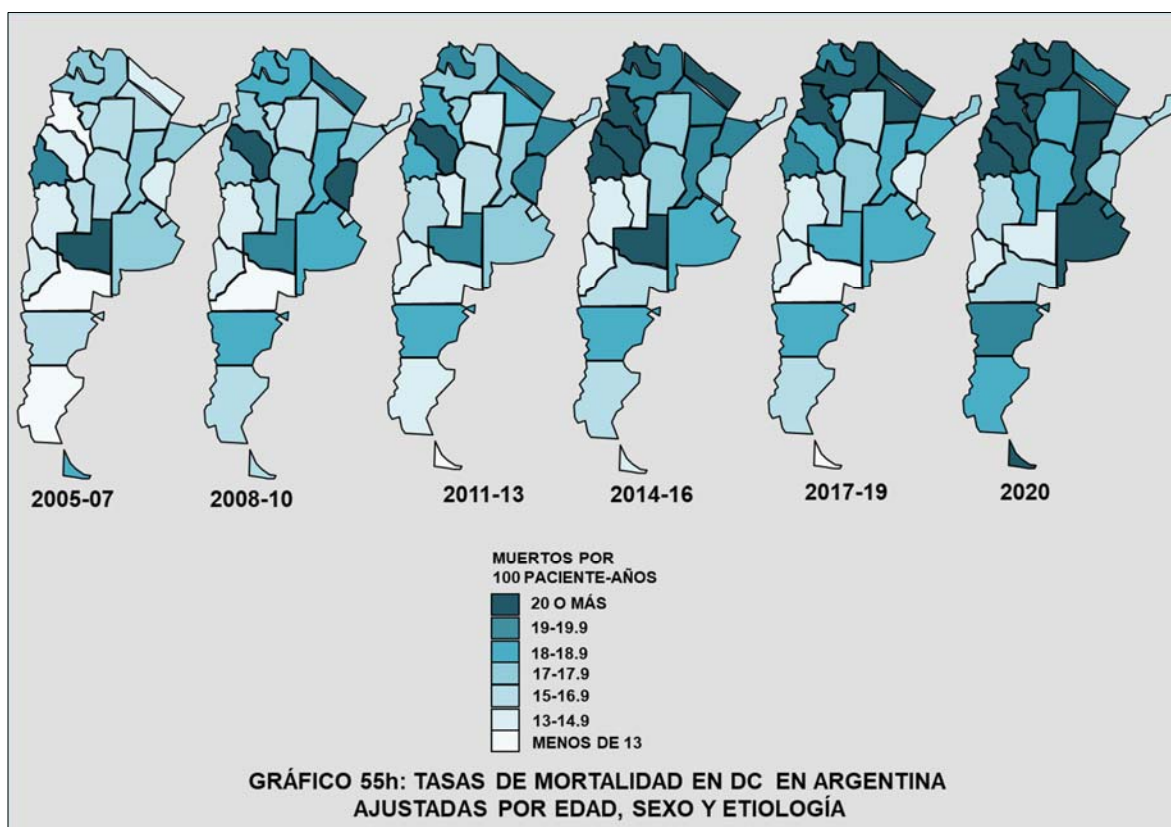 2005-07
2008-10
2011-13
2014-16
2017-19
2020
MUERTOS POR
100 PACIENTE-AÑOS
20 O MÁS
19-19.9
18-18.9
17-17.9
15-16.9
13-14.9
MENOS DE 13
GRÁFICO 55h: TASAS DE MORTALIDAD EN DC EN ARGENTINA
AJUSTADAS POR EDAD, SEXO Y ETIOLOGÍA